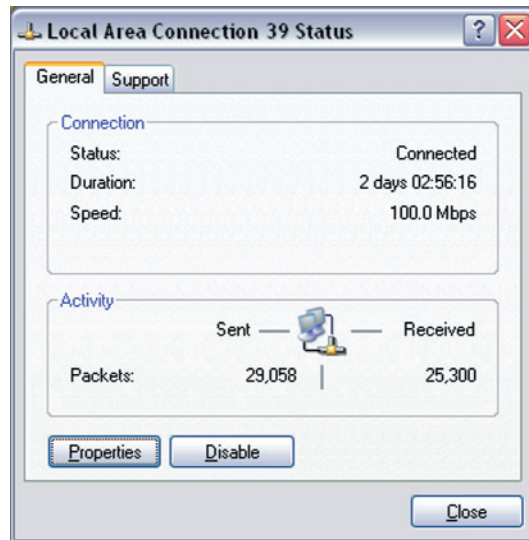 Local Area Connection 39 Status
General Support
Connection
Status: Connected
Duration: 2 days 02:56:16
Speed: 100.0 Mbps
Activity
Sent Received
Packets: 29,058 25,300
Properties Disable
Close